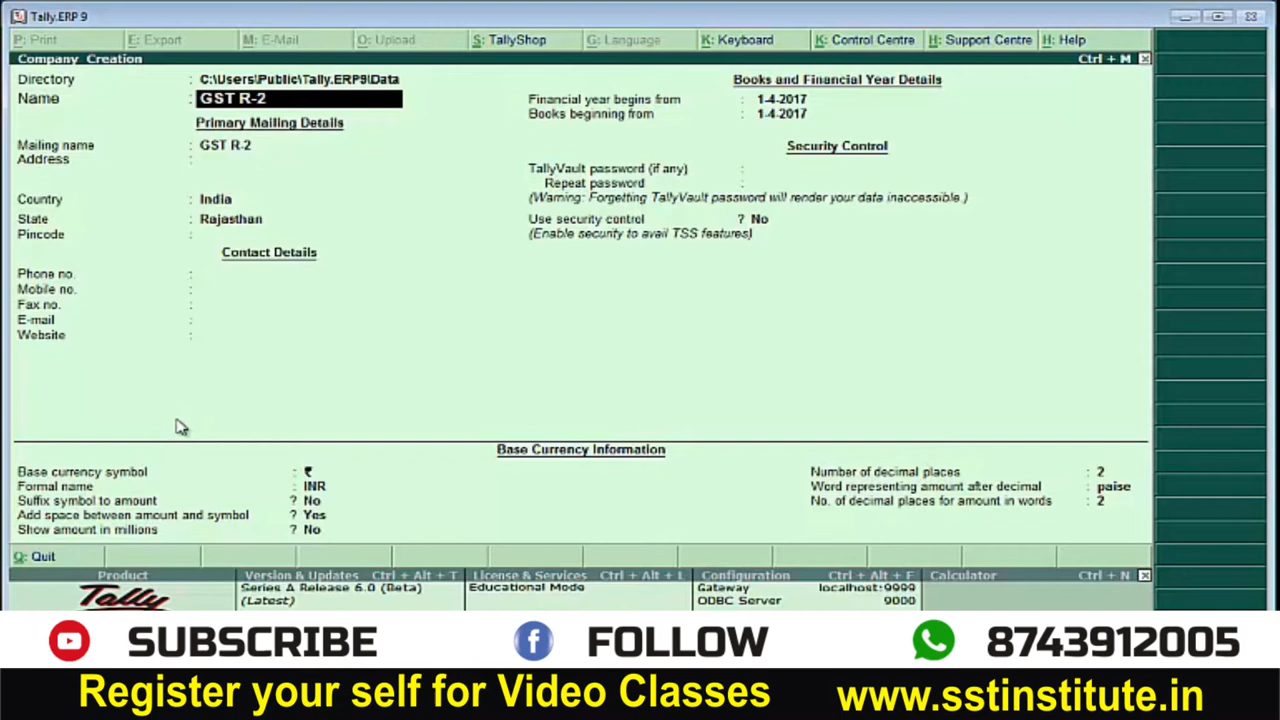 Tally.ERP 9
P: Print E: Export M: E-Mail O: Upload S: TallyShop G: Language K: Keyboard K: Control Centre H: Support Centre H: Help
Company Creation Ctrl + M
Directory : C:\Users\Public\Tally.ERP9\Data
Name : GST R-2
Primary Mailing Details
Mailing name : GST R-2
Address :
Country : India
State : Rajasthan
Pincode :
Contact Details
Phone no. :
Mobile no. :
Fax no. :
E-mail :
Website :
Books and Financial Year Details
Financial year begins from : 1-4-2017
Books beginning from : 1-4-2017
Security Control
TallyVault password (if any) :
Repeat password :
(Warning: Forgetting TallyVault password will render your data inaccessible.)
Use security control ? No
(Enable security to avail TSS features)
Base Currency Information
Base currency symbol : ₹
Formal name : INR
Suffix symbol to amount ? No
Add space between amount and symbol ? Yes
Show amount in millions ? No
Number of decimal places : 2
Word representing amount after decimal : paise
No. of decimal places for amount in words : 2
Q: Quit
Product Version & Updates Ctrl + Alt + T License & Services Ctrl + Alt + L Configuration Ctrl + Alt + F Calculator Ctrl + N
Tally Series A Release 6.0 (Beta) Educational Mode Gateway localhost:9999
(Latest) ODBC Server 9000
SUBSCRIBE FOLLOW 8743912005
Register your self for Video Classes www.sstinstitute.in